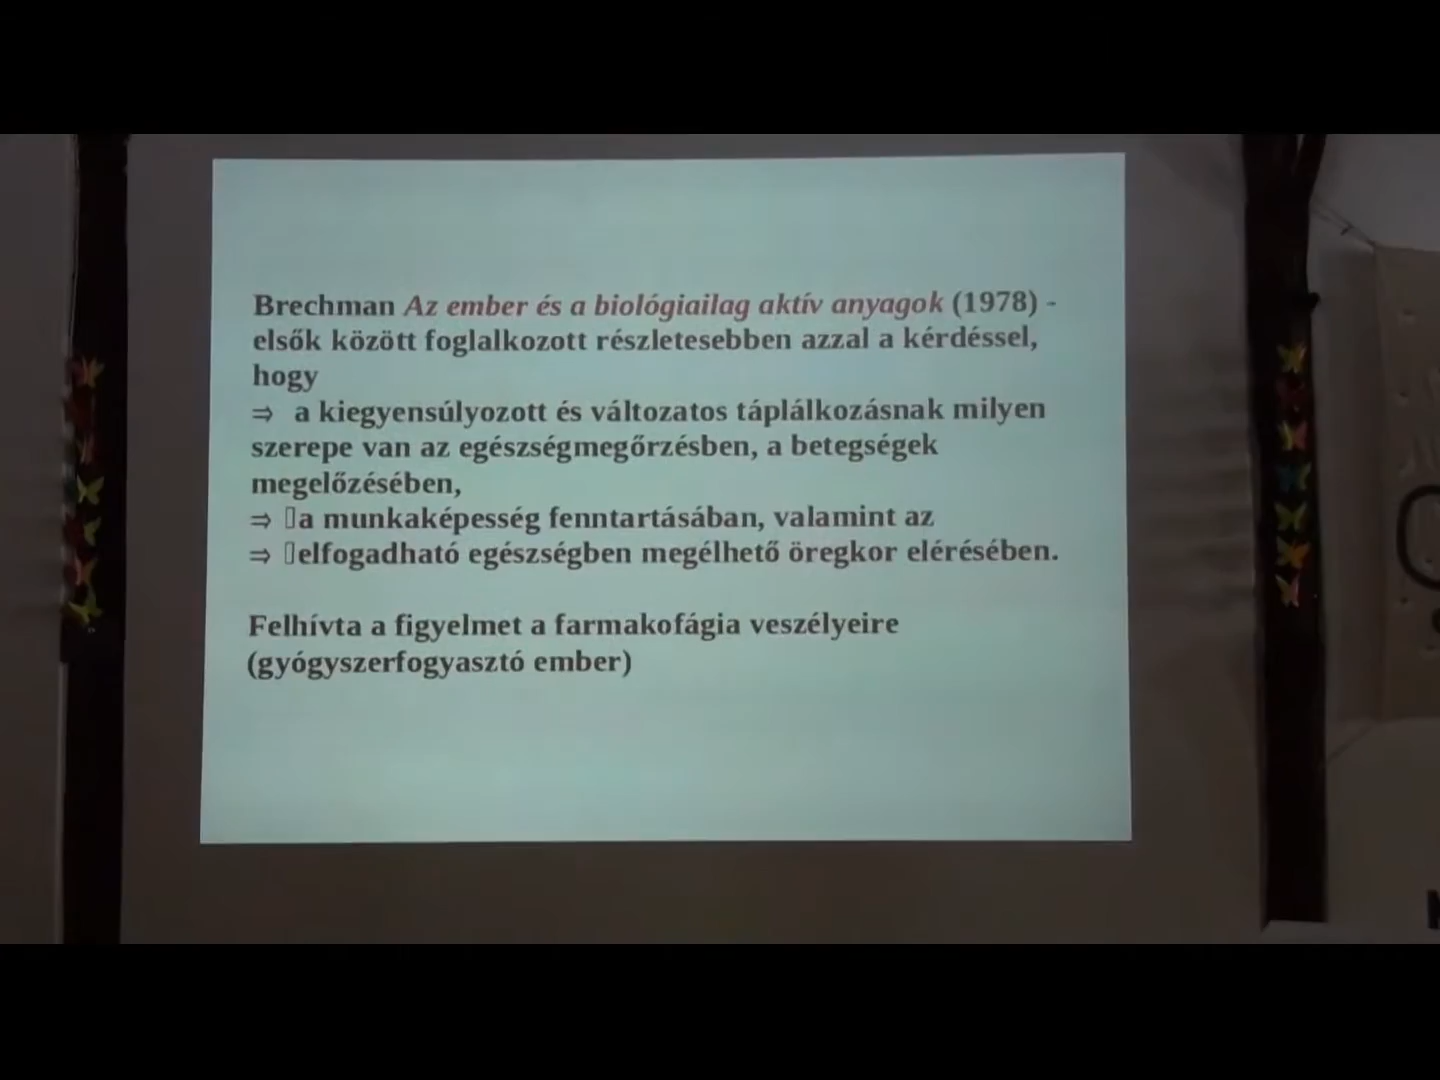 Brechman Az ember és a biológiailag aktív anyagok (1978) -
elsők között foglalkozott részletesebben azzal a kérdéssel,
hogy
⇒ a kiegyensúlyozott és változatos táplálkozásnak milyen
szerepe van az egészségmegőrzésben, a betegségek
megelőzésében,
⇒ a munkaképesség fenntartásában, valamint az
⇒ elfogadható egészségben megélhető öregkor elérésében.
Felhívta a figyelmet a farmakofágia veszélyeire
(gyógyszerfogyasztó ember)